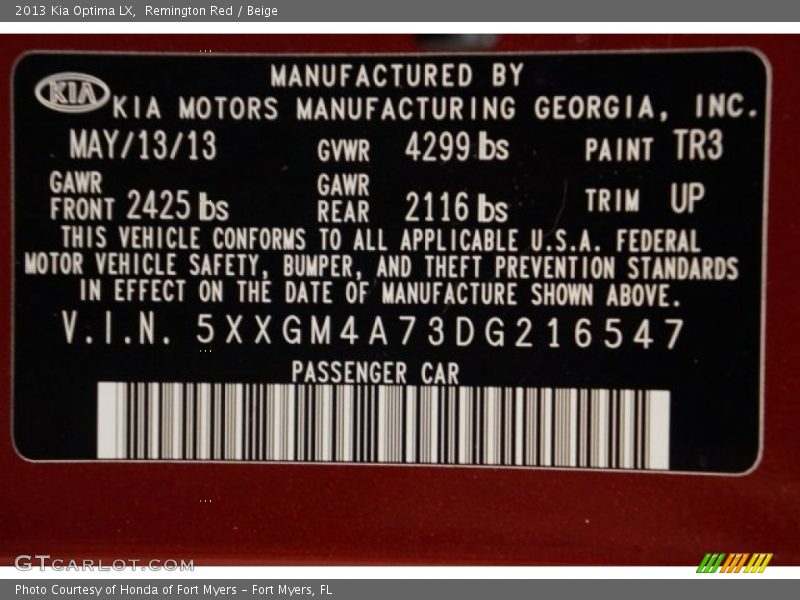 2013 Kia Optima LX, Remington Red / Beige
MANUFACTURED BY
KIA KIA MOTORS MANUFACTURING GEORGIA, INC.
MAY/13/13 GVWR 4299 lbs PAINT TR3
GAWR FRONT 2425 lbs GAWR REAR 2116 lbs TRIM UP
THIS VEHICLE CONFORMS TO ALL APPLICABLE U.S.A. FEDERAL
MOTOR VEHICLE SAFETY, BUMPER, AND THEFT PREVENTION STANDARDS
IN EFFECT ON THE DATE OF MANUFACTURE SHOWN ABOVE.
V.I.N. 5XXGM4A73DG216547
PASSENGER CAR
GTCARLOT.COM
Photo Courtesy of Honda of Fort Myers - Fort Myers, FL